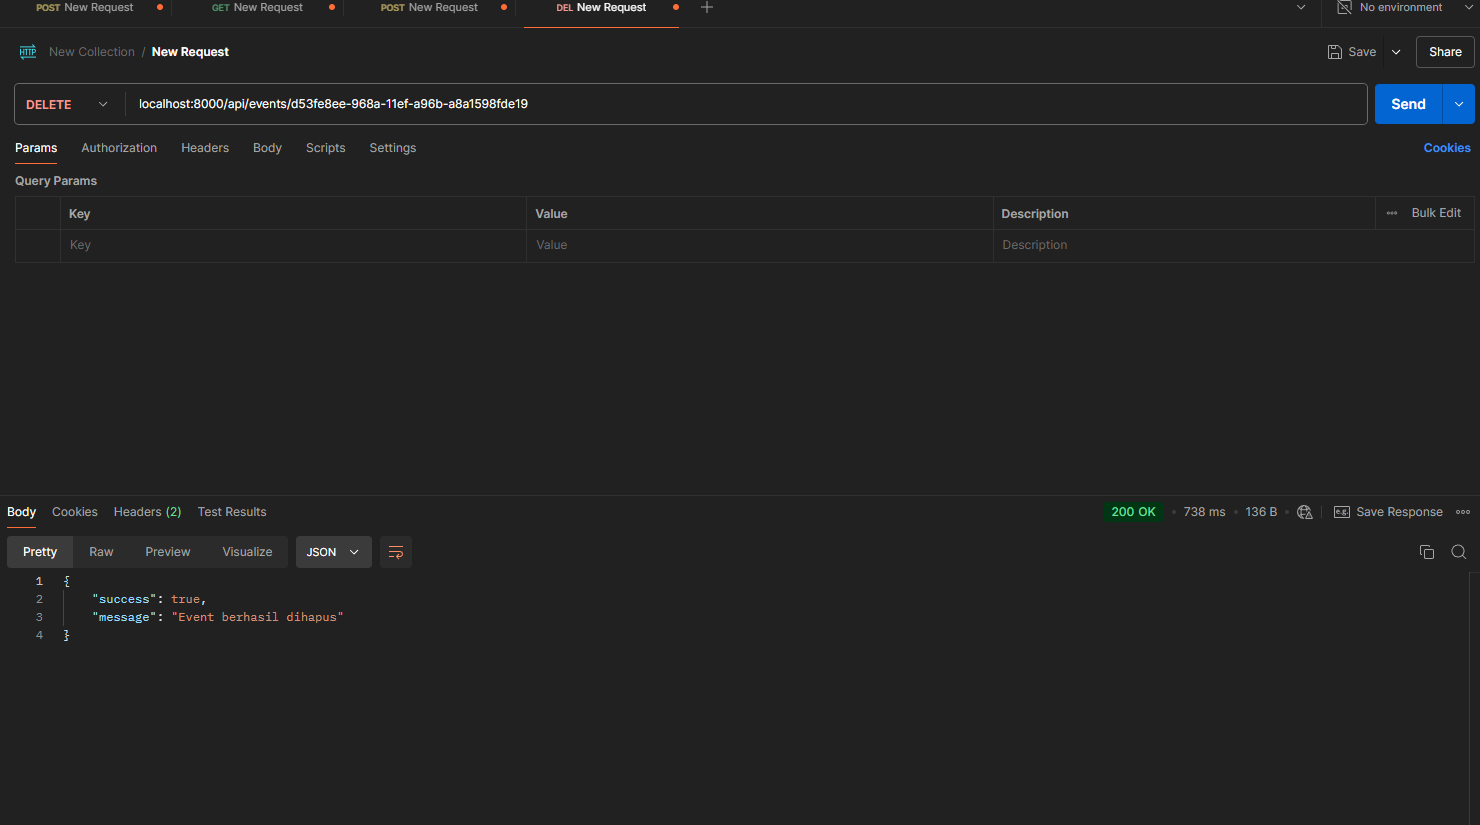 POST New Request GET New Request POST New Request DEL New Request No environment
HTTP New Collection / New Request Save Share
DELETE localhost:8000/api/events/d53fe8ee-968a-11ef-a96b-a8a1598fde19 Send
Params Authorization Headers Body Scripts Settings Cookies
Query Params
Key Value Description Bulk Edit
Key Value Description
Body Cookies Headers (2) Test Results 200 OK 738 ms 136 B e.g. Save Response
Pretty Raw Preview Visualize JSON
1 {
2 "success": true,
3 "message": "Event berhasil dihapus"
4 }